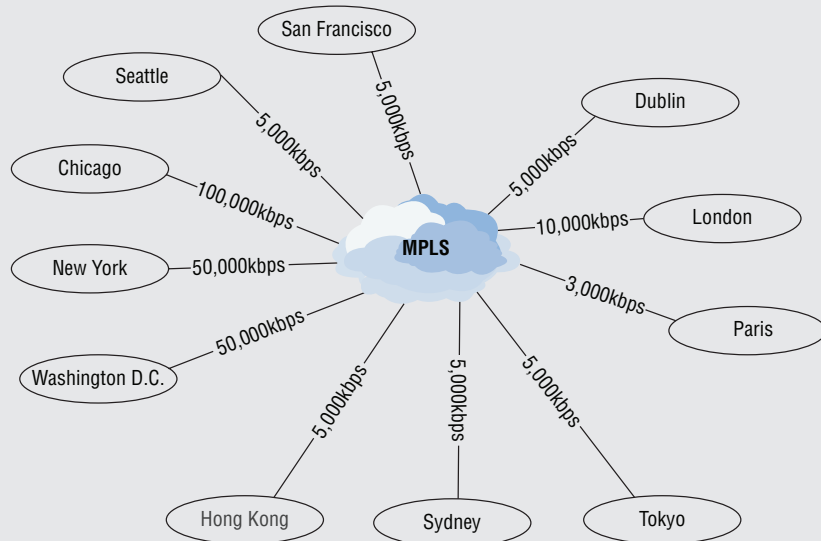 San Francisco
5,000kbps
Seattle
5,000kbps
Dublin
5,000kbps
Chicago
100,000kbps
London
10,000kbps
MPLS
New York
50,000kbps
3,000kbps
Paris
50,000kbps
Washington D.C.
5,000kbps
5,000kbps
5,000kbps
Hong Kong
Sydney
Tokyo